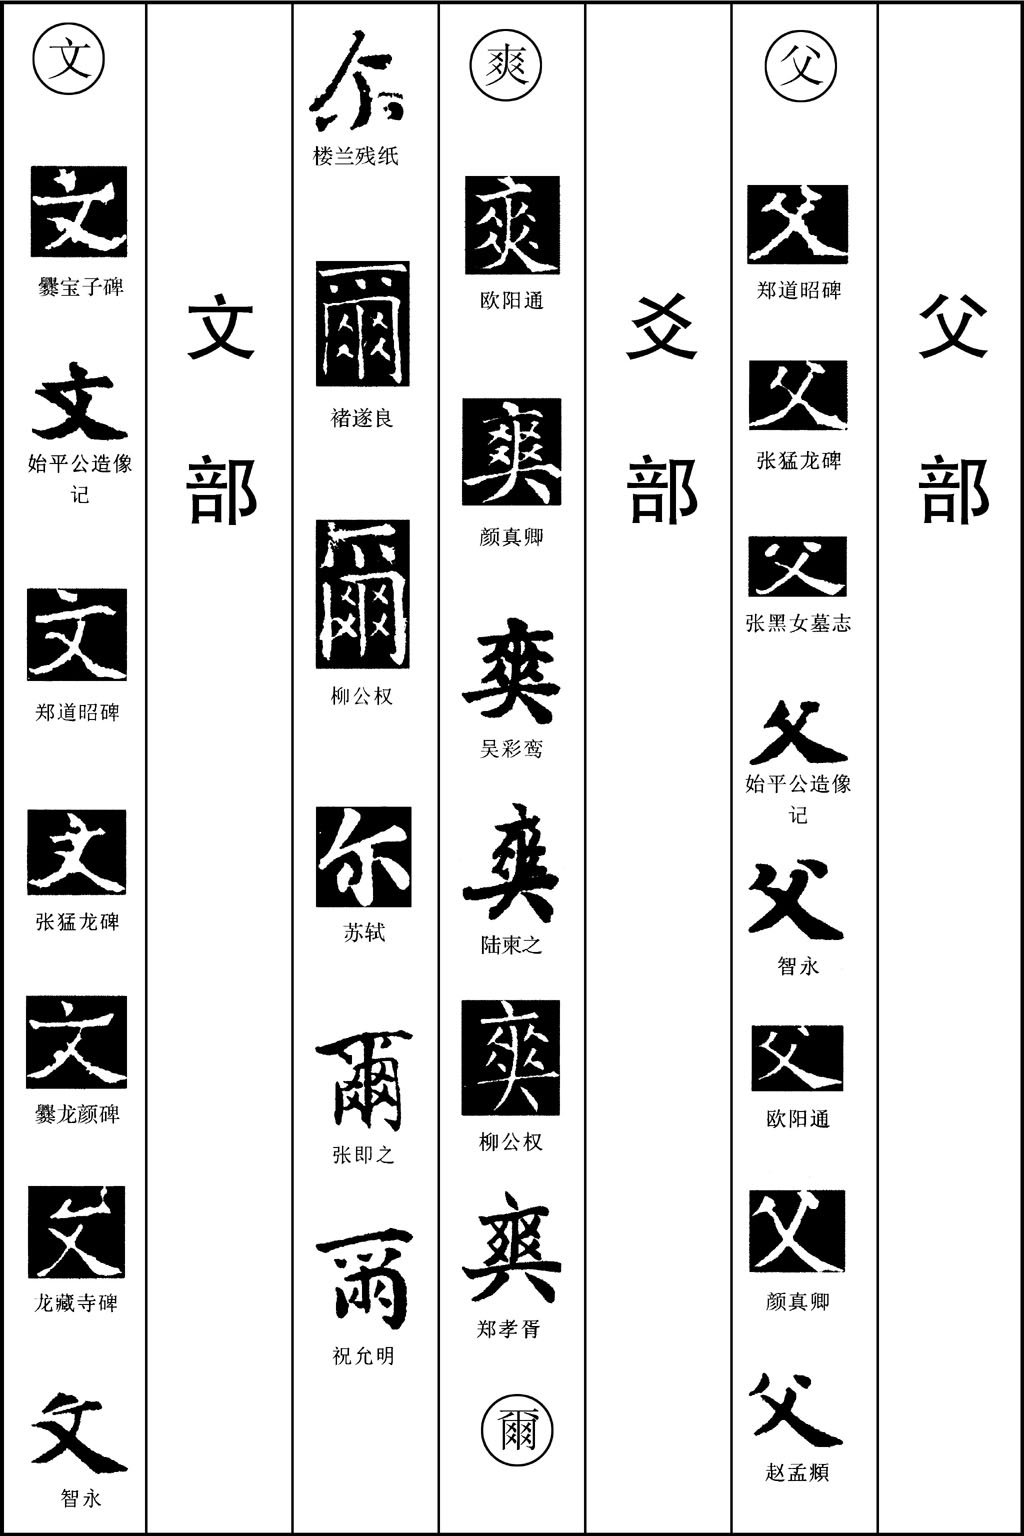 父部
父
父
郑道昭碑
父
张猛龙碑
父
张黑女墓志
父
始平公造像
记
父
智永
父
欧阳通
父
颜真卿
父
赵孟頫
爻部
爽
爽
欧阳通
爽
颜真卿
爽
吴彩鸾
爽
陆柬之
爽
柳公权
爽
郑孝胥
爾
尔
楼兰残纸
爾
褚遂良
爾
柳公权
尔
苏轼
爾
张即之
爾
祝允明
文部
文
文
爨宝子碑
文
始平公造像
记
文
郑道昭碑
文
张猛龙碑
文
爨龙颜碑
文
龙藏寺碑
文
智永